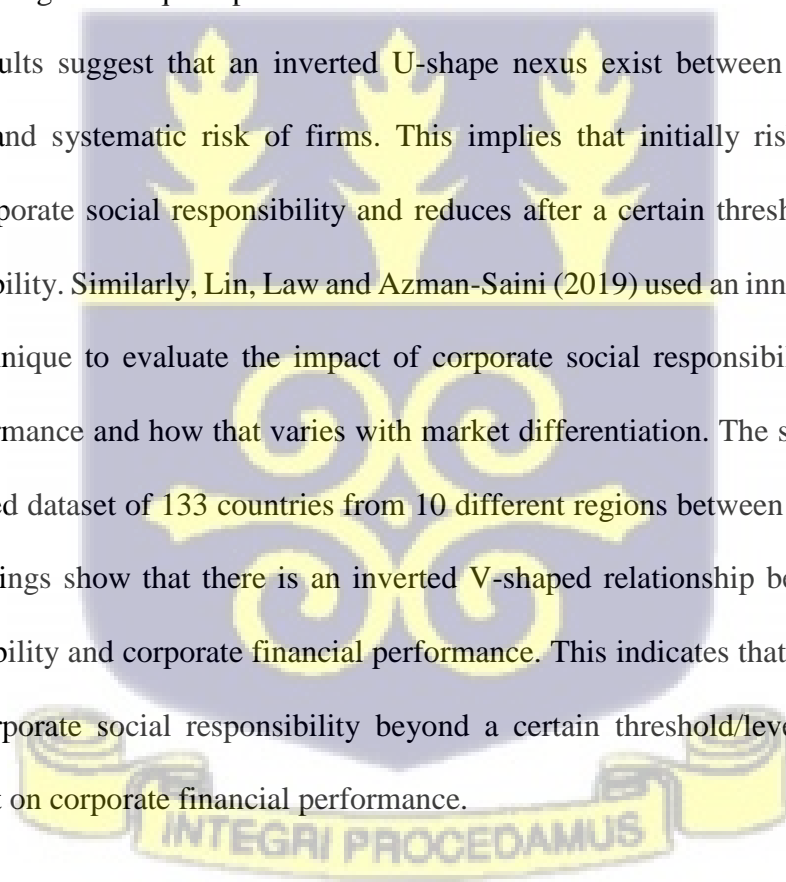 ults suggest that an inverted U-shape nexus exist between
and systematic risk of firms. This implies that initially ris
porate social responsibility and reduces after a certain thresh
bility. Similarly, Lin, Law and Azman-Saini (2019) used an inn
nique to evaluate the impact of corporate social responsibil
rmance and how that varies with market differentiation. The s
ed dataset of 133 countries from 10 different regions between
ings show that there is an inverted V-shaped relationship be
bility and corporate financial performance. This indicates that
rporate social responsibility beyond a certain threshold/leve
t on corporate financial performance.
INTEGRI PROCEDAMUS